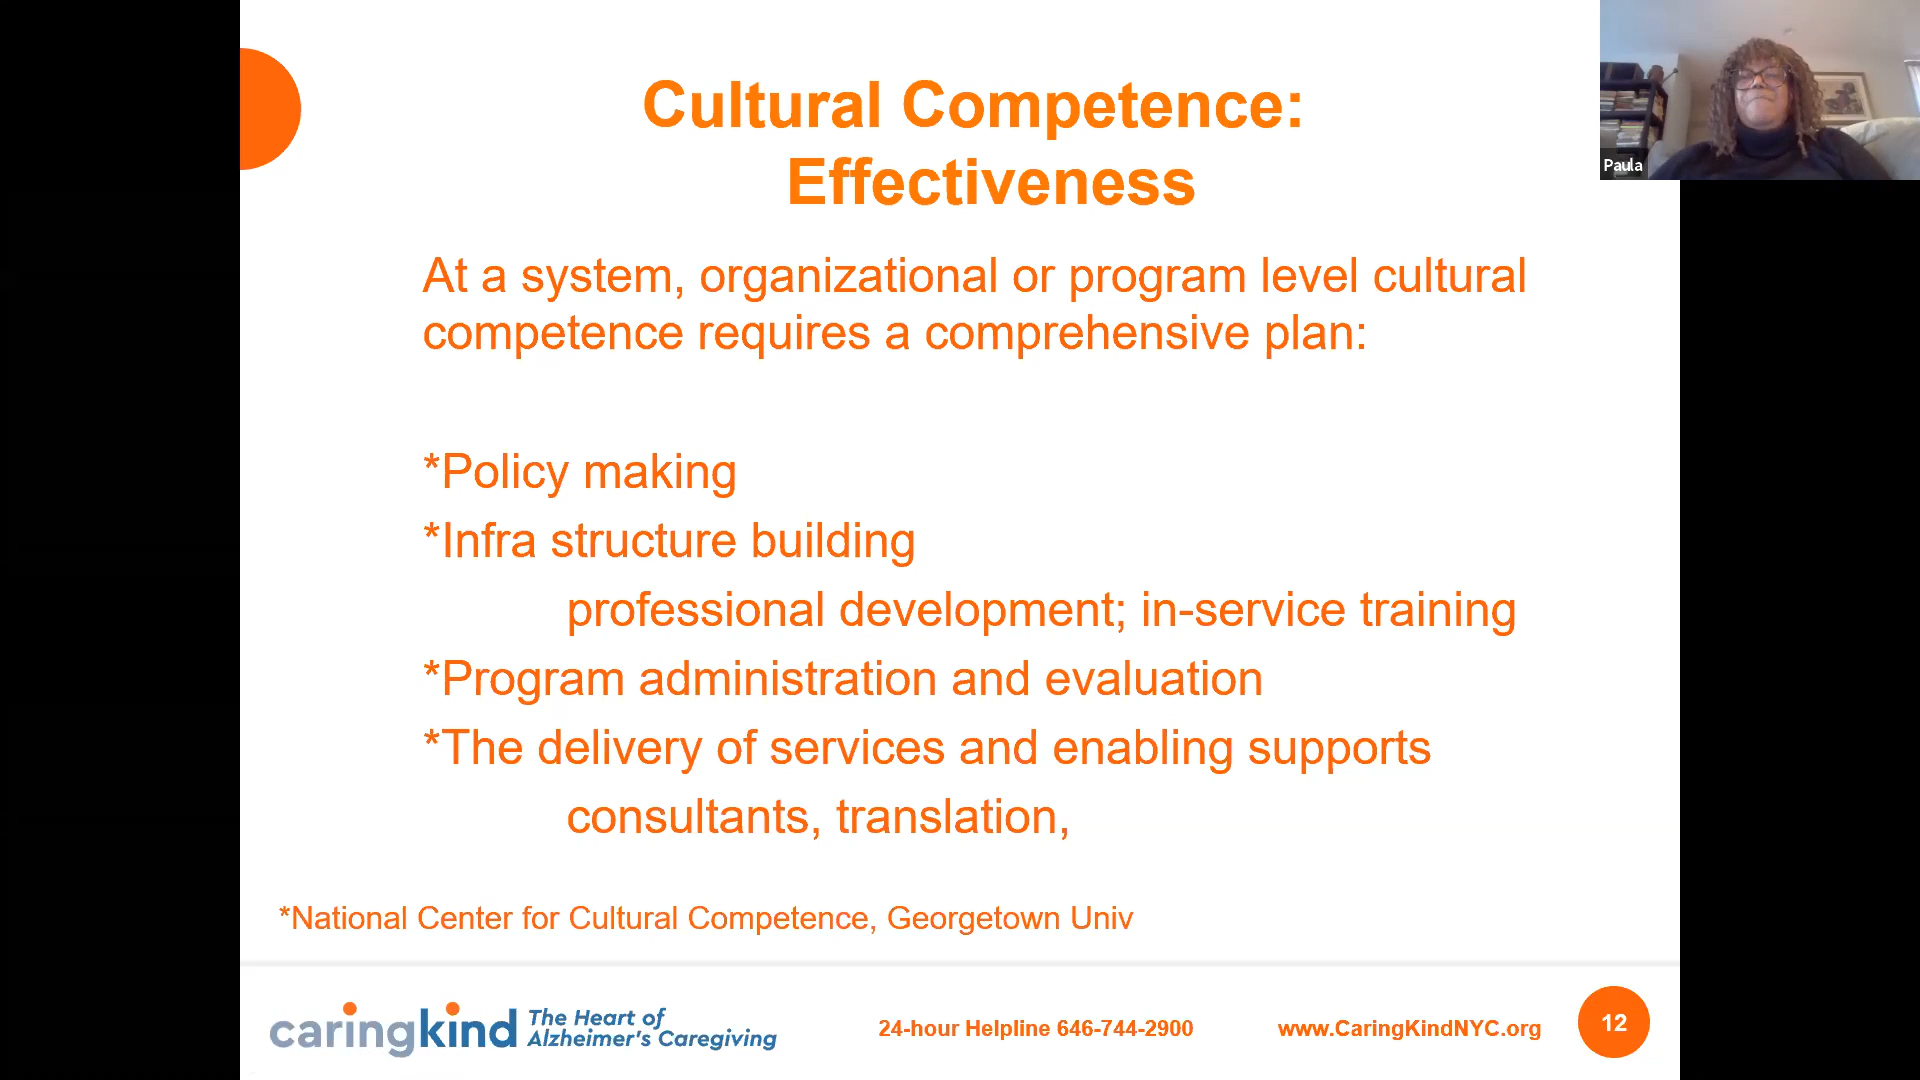 Cultural Competence:
Effectiveness
At a system, organizational or program level cultural
competence requires a comprehensive plan:
*Policy making
*Infra structure building
professional development; in-service training
*Program administration and evaluation
*The delivery of services and enabling supports
consultants, translation,
*National Center for Cultural Competence, Georgetown Univ
caringkind
The Heart of
Alzheimer's Caregiving
24-hour Helpline 646-744-2900
www.CaringKindNYC.org
12
Paula